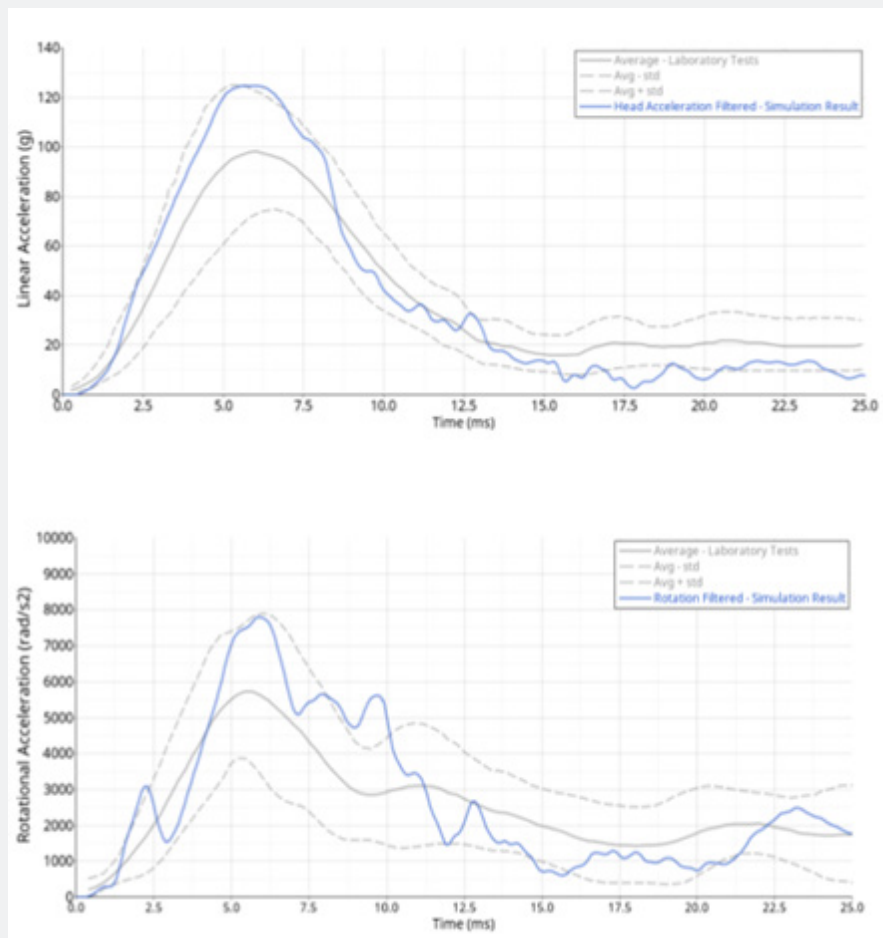 140
120
100
80
60
40
20
0
Linear Acceleration (g)
Average - Laboratory Tests
Avg - std
Avg + std
Head Acceleration Filtered - Simulation Result
0.0 2.5 5.0 7.5 10.0 12.5 15.0 17.5 20.0 22.5 25.0
Time (ms)
10000
9000
8000
7000
6000
5000
4000
3000
2000
1000
0
Rotational Acceleration (rad/s2)
Average - Laboratory Tests
Avg - std
Avg + std
Rotation Filtered - Simulation Result
0.0 2.5 5.0 7.5 10.0 12.5 15.0 17.5 20.0 22.5 25.0
Time (ms)